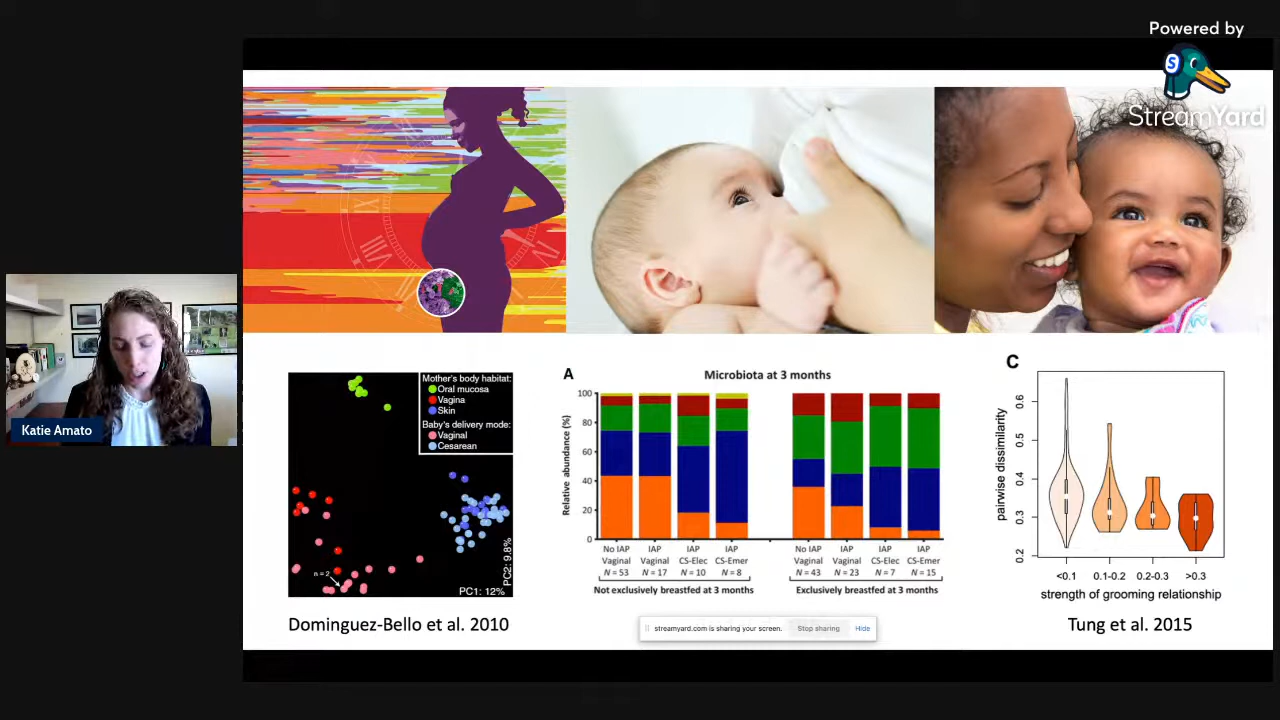 Powered by
StreamYard
Katie Amato
Mother's body habitat:
Oral mucosa
Vagina
Skin
Baby's delivery mode:
Vaginal
Cesarean
n = 2
PC1: 12%
PC2: 9.8%
Dominguez-Bello et al. 2010
A
Microbiota at 3 months
Relative abundance (%)
100
80
60
40
20
0
No IAP
Vaginal
N = 53
IAP
Vaginal
N = 17
IAP
CS-Elec
N = 10
IAP
CS-Emer
N = 8
Not exclusively breastfed at 3 months
No IAP
Vaginal
N = 43
IAP
Vaginal
N = 23
IAP
CS-Elec
N = 7
IAP
CS-Emer
N = 15
Exclusively breastfed at 3 months
streamyard.com is sharing your screen.
Stop sharing
Hide
C
pairwise dissimilarity
0.6
0.5
0.4
0.3
0.2
<0.1
0.1-0.2
0.2-0.3
>0.3
strength of grooming relationship
Tung et al. 2015